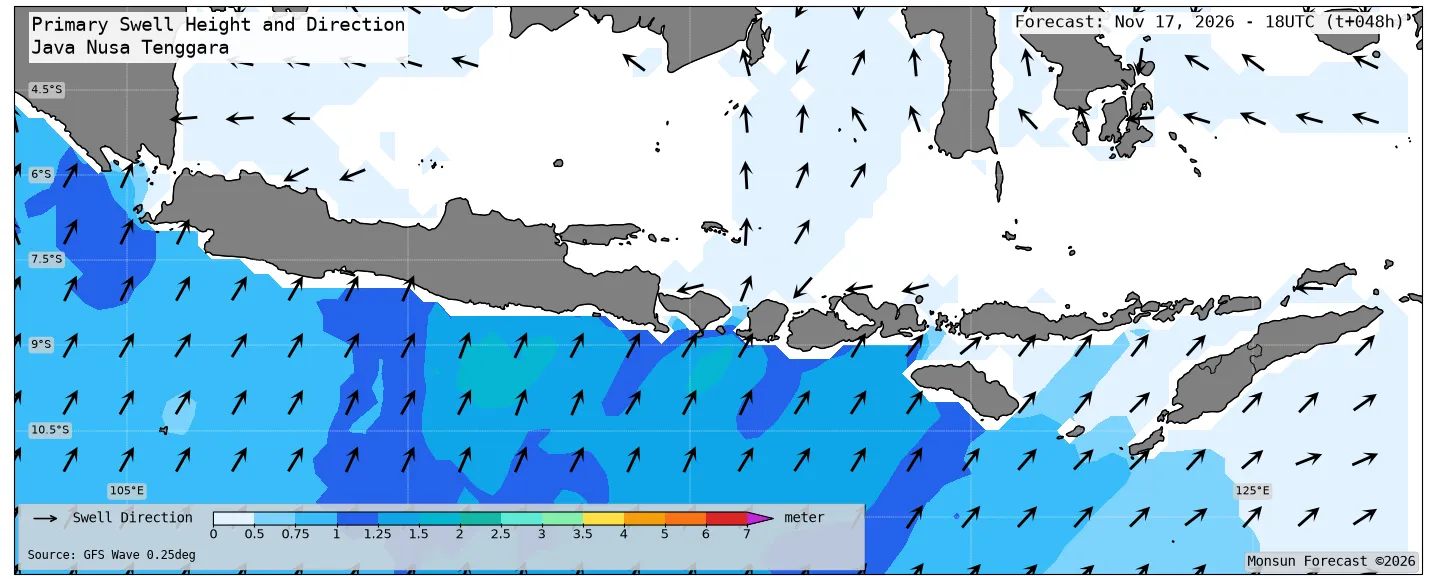 Primary Swell Height and Direction
Java Nusa Tenggara
Forecast: Nov 17, 2026 - 18UTC (t+048h)
4.5°S
6°S
7.5°S
9°S
10.5°S
105°E
125°E
Swell Direction
0 0.5 0.75 1 1.25 1.5 2 2.5 3 3.5 4 5 6 7
meter
Source: GFS Wave 0.25deg
Monsun Forecast ©2026